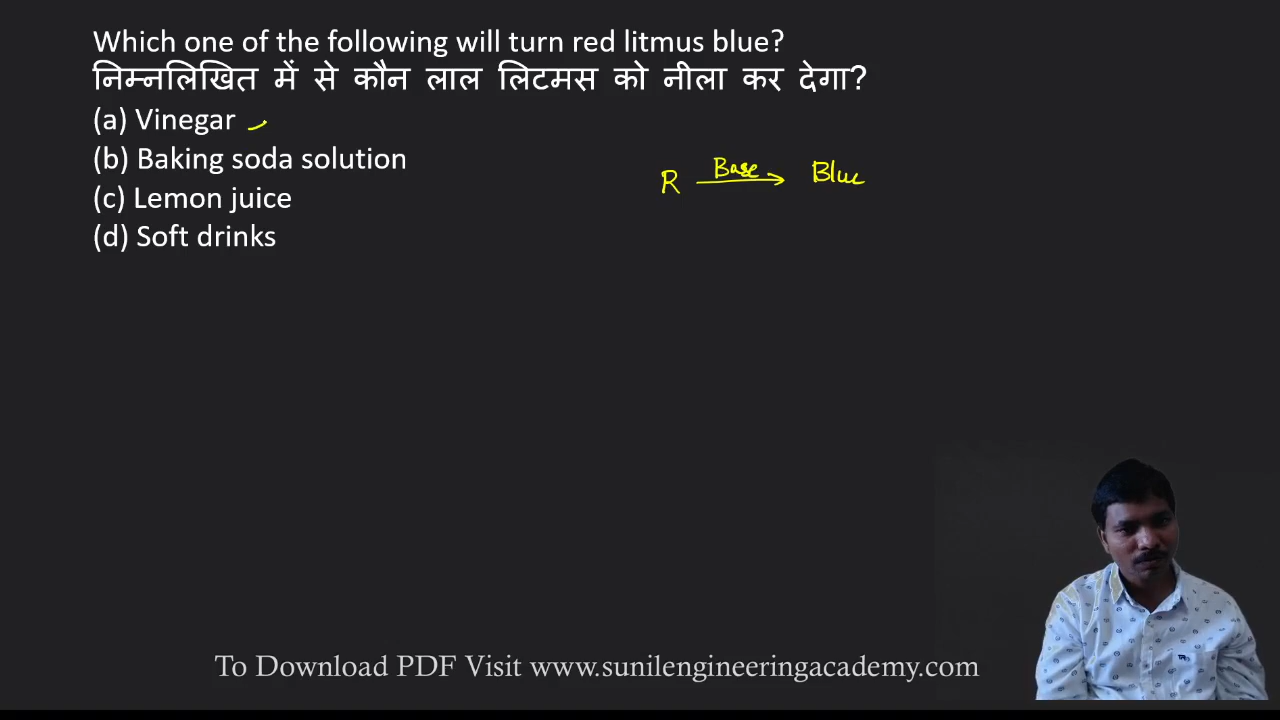 Which one of the following will turn red litmus blue?
निम्नलिखित में से कौन लाल लिटमस को नीला कर देगा?
(a) Vinegar
(b) Baking soda solution
(c) Lemon juice
(d) Soft drinks
R Base Blue
To Download PDF Visit www.sunilengineeringacademy.com